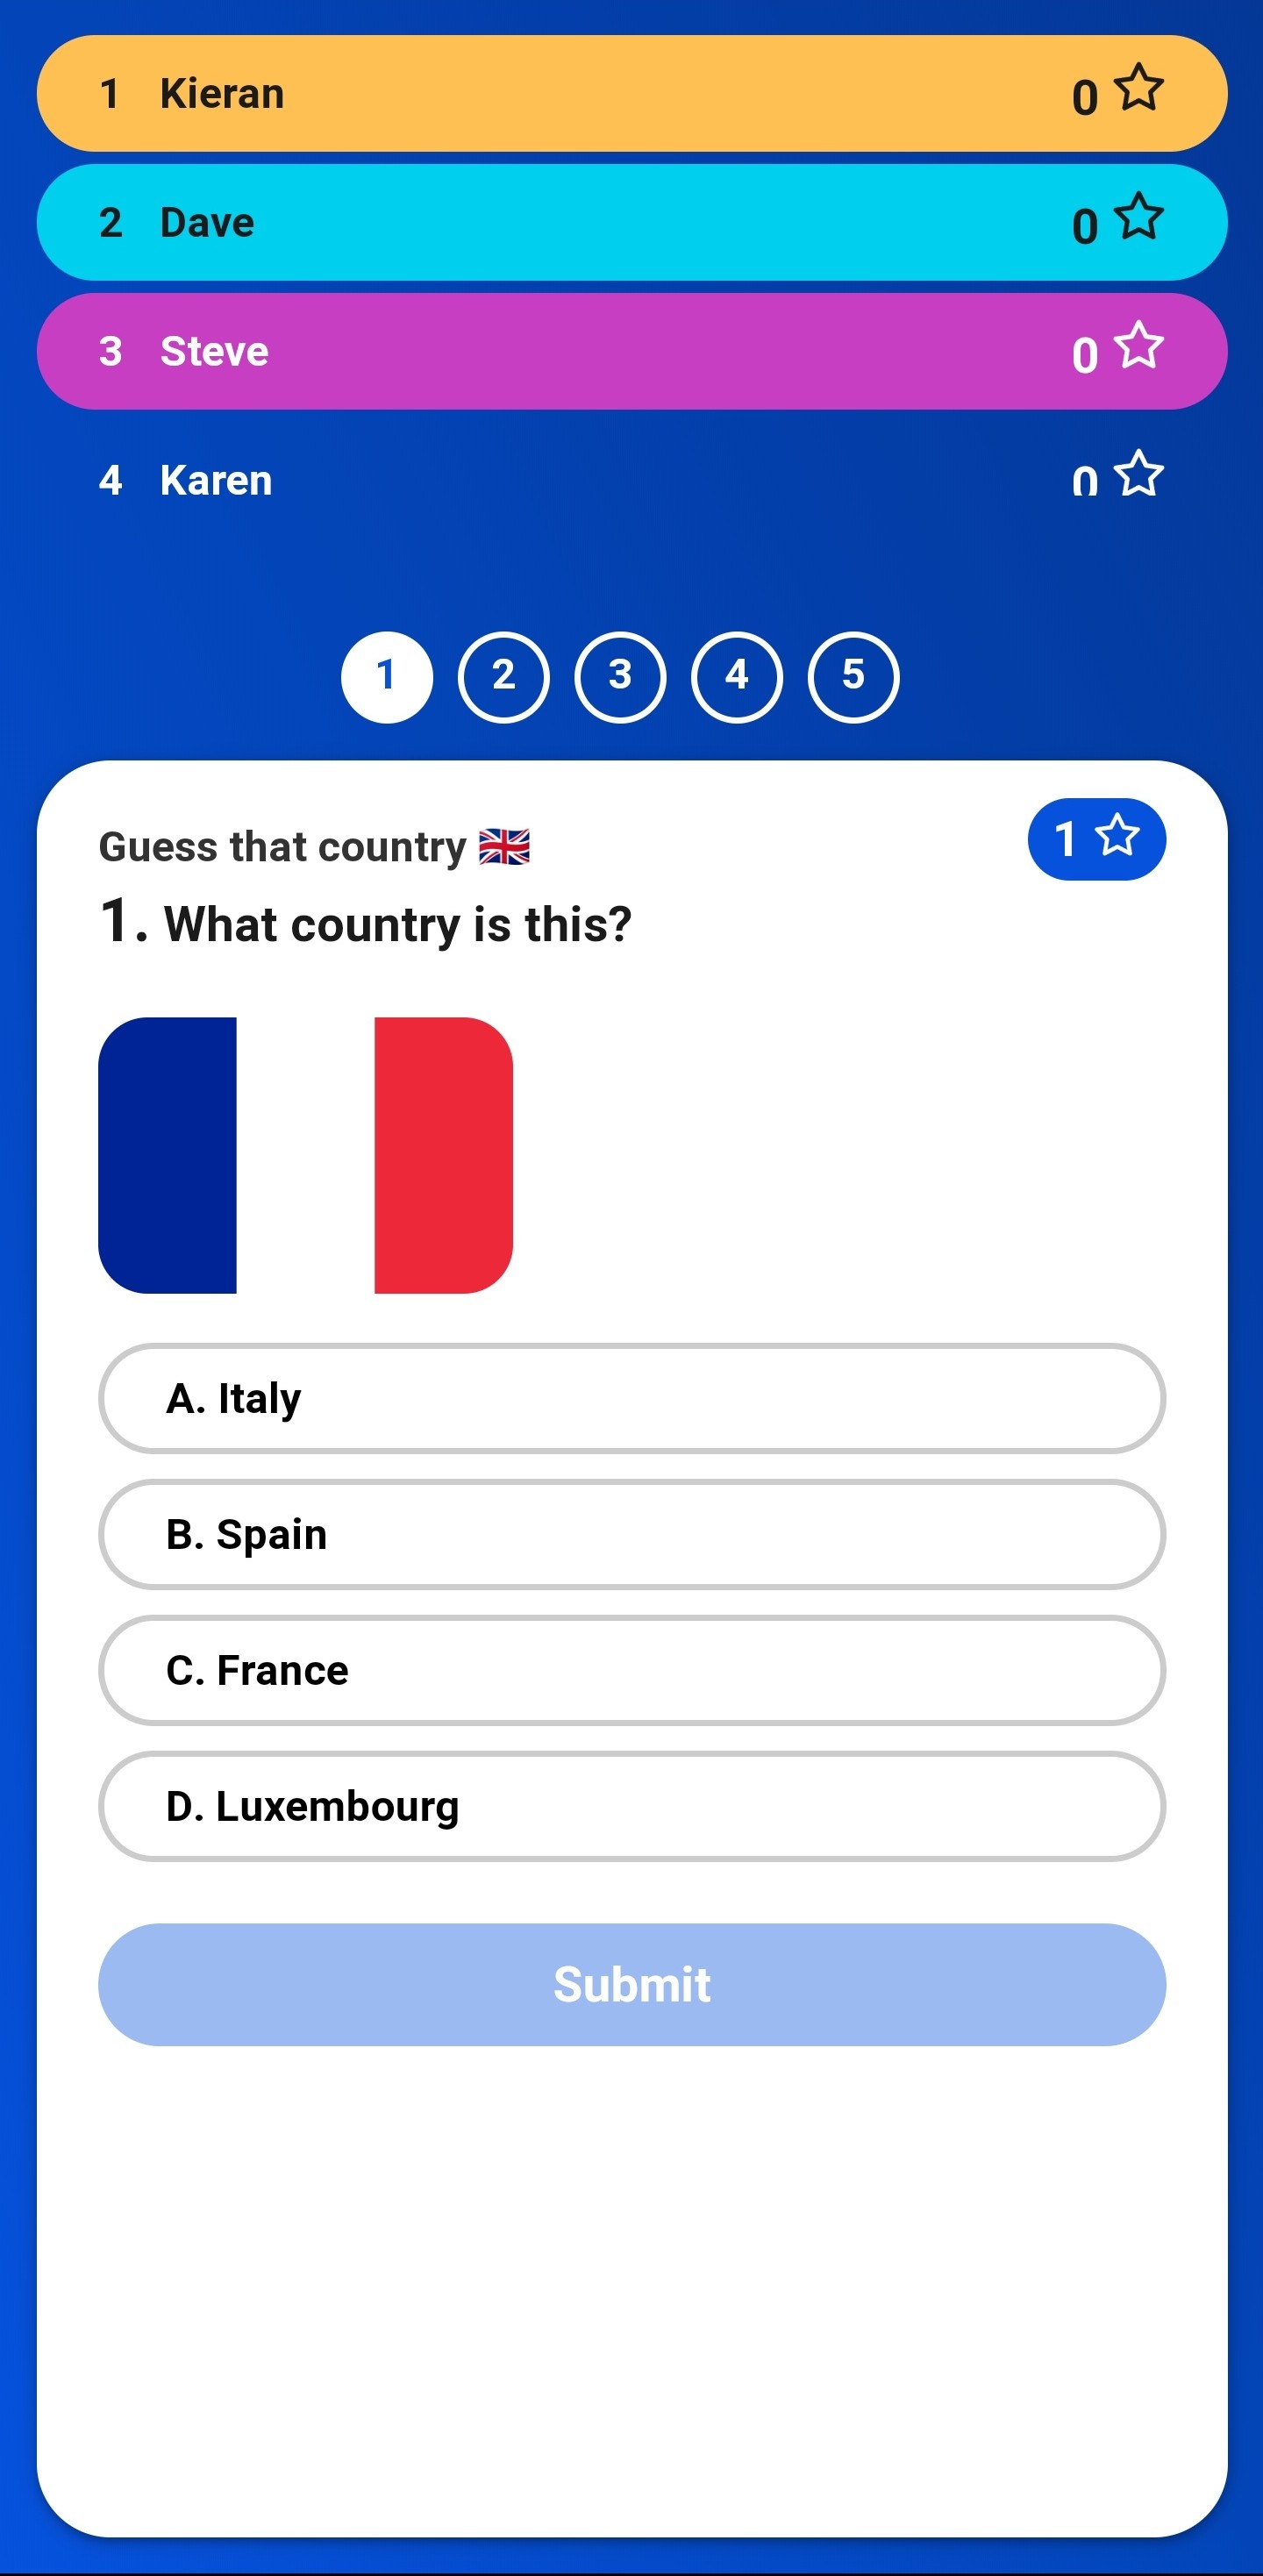 1 Kieran 0
2 Dave 0
3 Steve 0
4 Karen 0
1 2 3 4 5
Guess that country 🇬🇧 1
1. What country is this?
A. Italy
B. Spain
C. France
D. Luxembourg
Submit